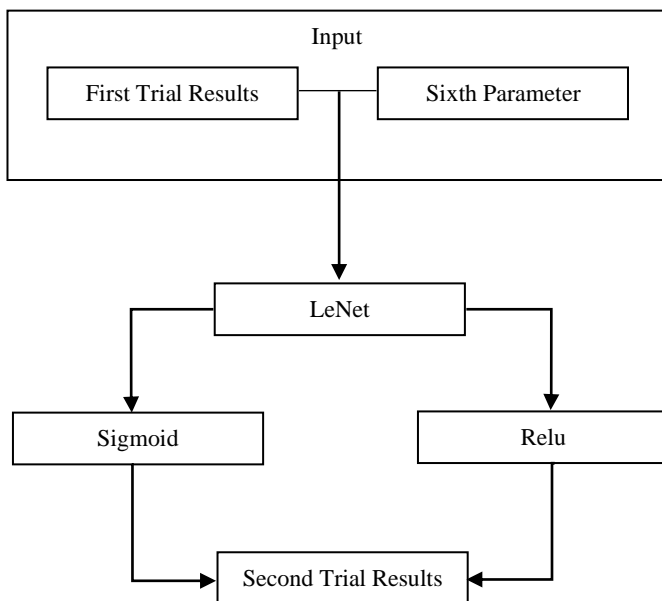 Input
First Trial Results
Sixth Parameter
LeNet
Sigmoid
Relu
Second Trial Results